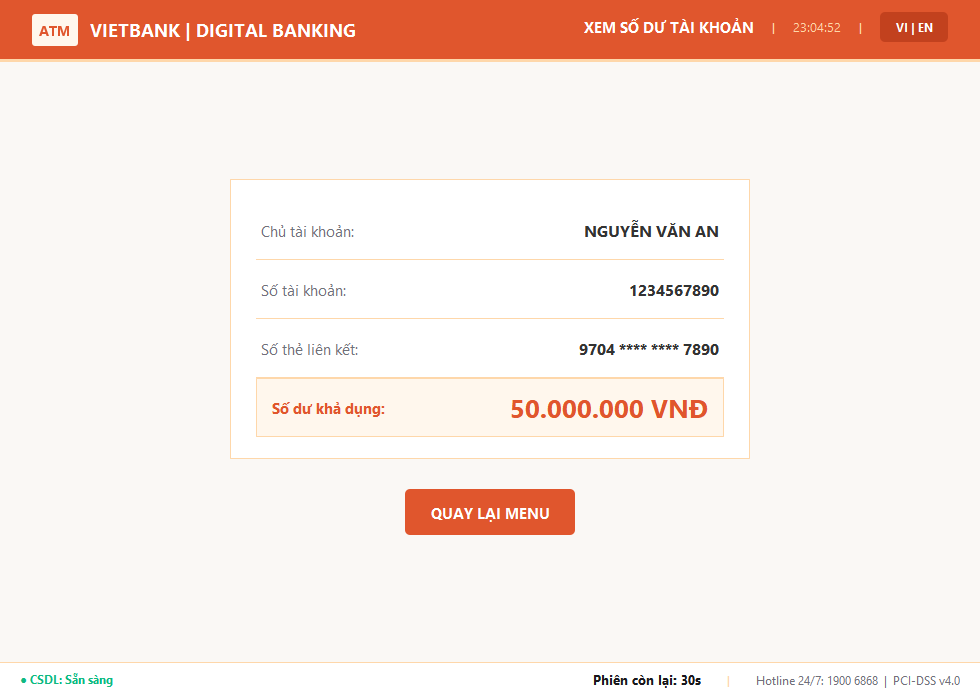 ATM VIETBANK | DIGITAL BANKING XEM SỐ DƯ TÀI KHOẢN | 23:04:52 | VI | EN
Chủ tài khoản: NGUYỄN VĂN AN
Số tài khoản: 1234567890
Số thẻ liên kết: 9704 **** **** 7890
Số dư khả dụng: 50.000.000 VNĐ
QUAY LẠI MENU
● CSDL: Sẵn sàng Phiên còn lại: 30s | Hotline 24/7: 1900 6868 | PCI-DSS v4.0